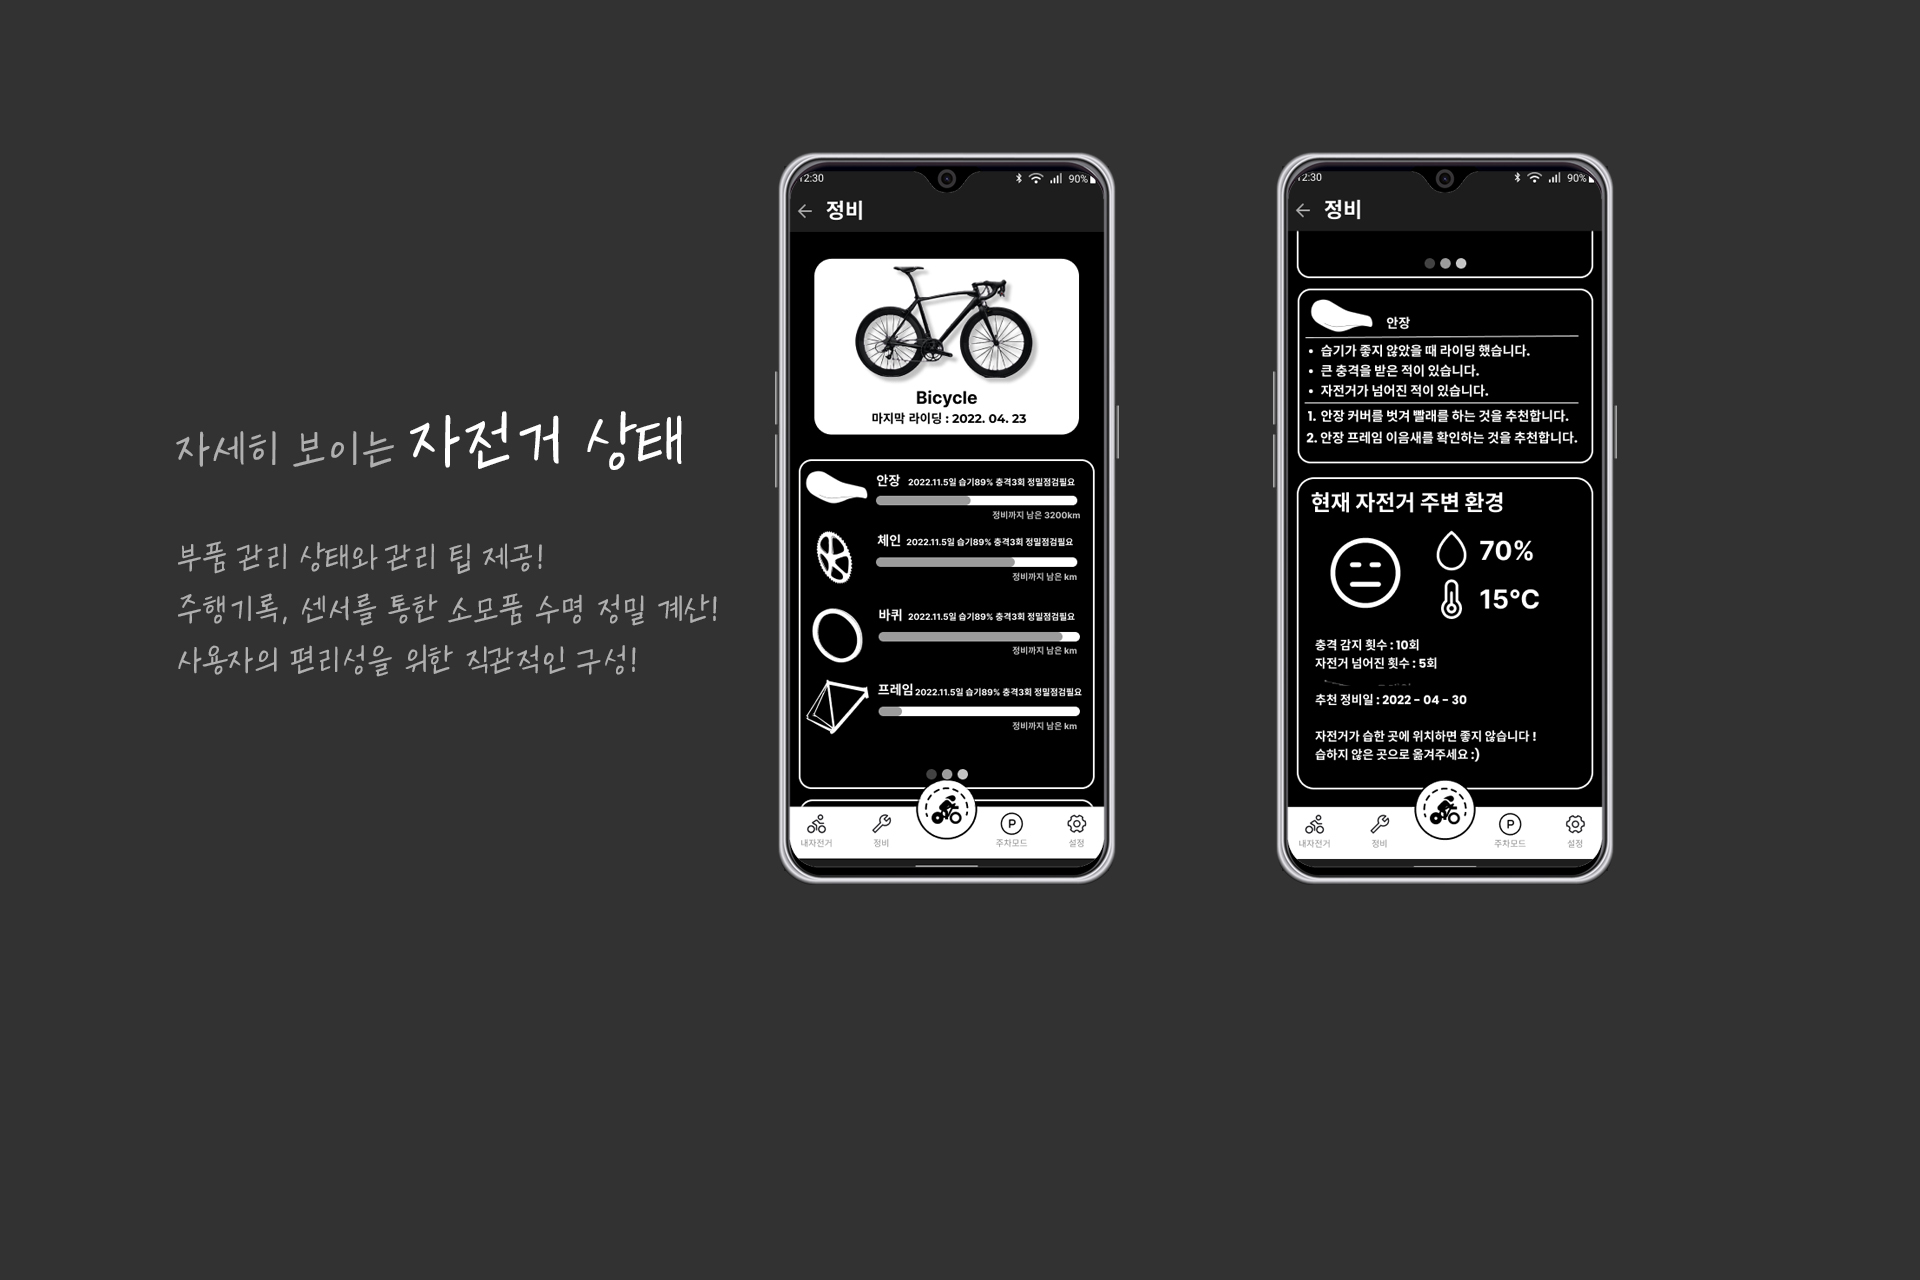 자세히 보이는 자전거 상태
부품 관리 상태와 관리 팁 제공!
주행기록, 센서를 통한 소모품 수명 정밀 계산!
사용자의 편리성을 위한 직관적인 구성!
12:30 90%
정비
Bicycle
마지막 라이딩 : 2022. 04. 23
안장 2022.11.5일 습기89% 충격3회 정밀점검필요
정비까지 남은 3200km
체인 2022.11.5일 습기89% 충격3회 정밀점검필요
정비까지 남은 km
바퀴 2022.11.5일 습기89% 충격3회 정밀점검필요
정비까지 남은 km
프레임 2022.11.5일 습기89% 충격3회 정밀점검필요
정비까지 남은 km
P
내자전거 정비 주차모드 설정
12:30 90%
정비
안장
• 습기가 좋지 않았을 때 라이딩 했습니다.
• 큰 충격을 받은 적이 있습니다.
• 자전거가 넘어진 적이 있습니다.
1. 안장 커버를 벗겨 빨래를 하는 것을 추천합니다.
2. 안장 프레임 이음새를 확인하는 것을 추천합니다.
현재 자전거 주변 환경
70%
15°C
충격 감지 횟수 : 10회
자전거 넘어진 횟수 : 5회
추천 정비일 : 2022 - 04 - 30
자전거가 습한 곳에 위치하면 좋지 않습니다 !
습하지 않은 곳으로 옮겨주세요 :)
P
내자전거 정비 주차모드 설정